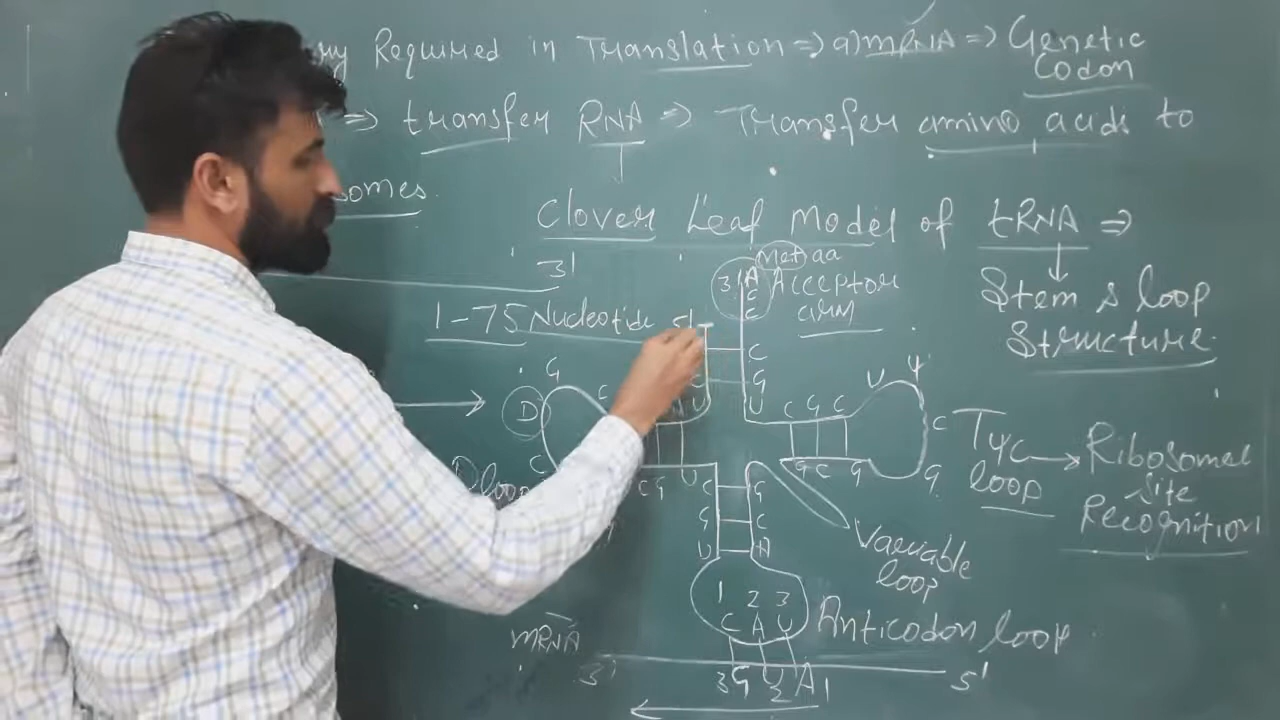 Required in Translation ⇒ a) mRNA ⇒ Genetic
Codon
⇒ transfer RNA ⇒ Transfer amino acids to
somes.
Clover Leaf Model of tRNA ⇒
Stem & loop
Structure
3'
1-75 Nucleotide 5'
3' A
C
C
Met aa
Acceptor
arm
C
G
U
C G C
U Ψ
C
G
G C G
TΨC
loop
→ Ribosomal
Site
Recognition
G
C
D
C
D loop
U
C G U
C G
G C
U A
Variable
loop
1 2 3
C A U
Anticodon loop
mRNA
3' 5'
3 G U 2 A 1